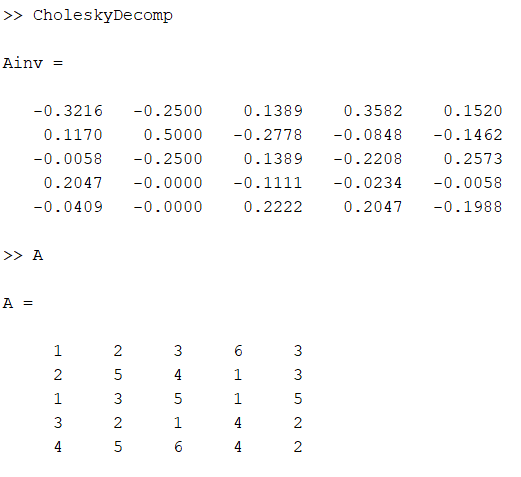 >> CholeskyDecomp
Ainv =
-0.3216 -0.2500 0.1389 0.3582 0.1520
0.1170 0.5000 -0.2778 -0.0848 -0.1462
-0.0058 -0.2500 0.1389 -0.2208 0.2573
0.2047 -0.0000 -0.1111 -0.0234 -0.0058
-0.0409 -0.0000 0.2222 0.2047 -0.1988
>> A
A =
1 2 3 6 3
2 5 4 1 3
1 3 5 1 5
3 2 1 4 2
4 5 6 4 2